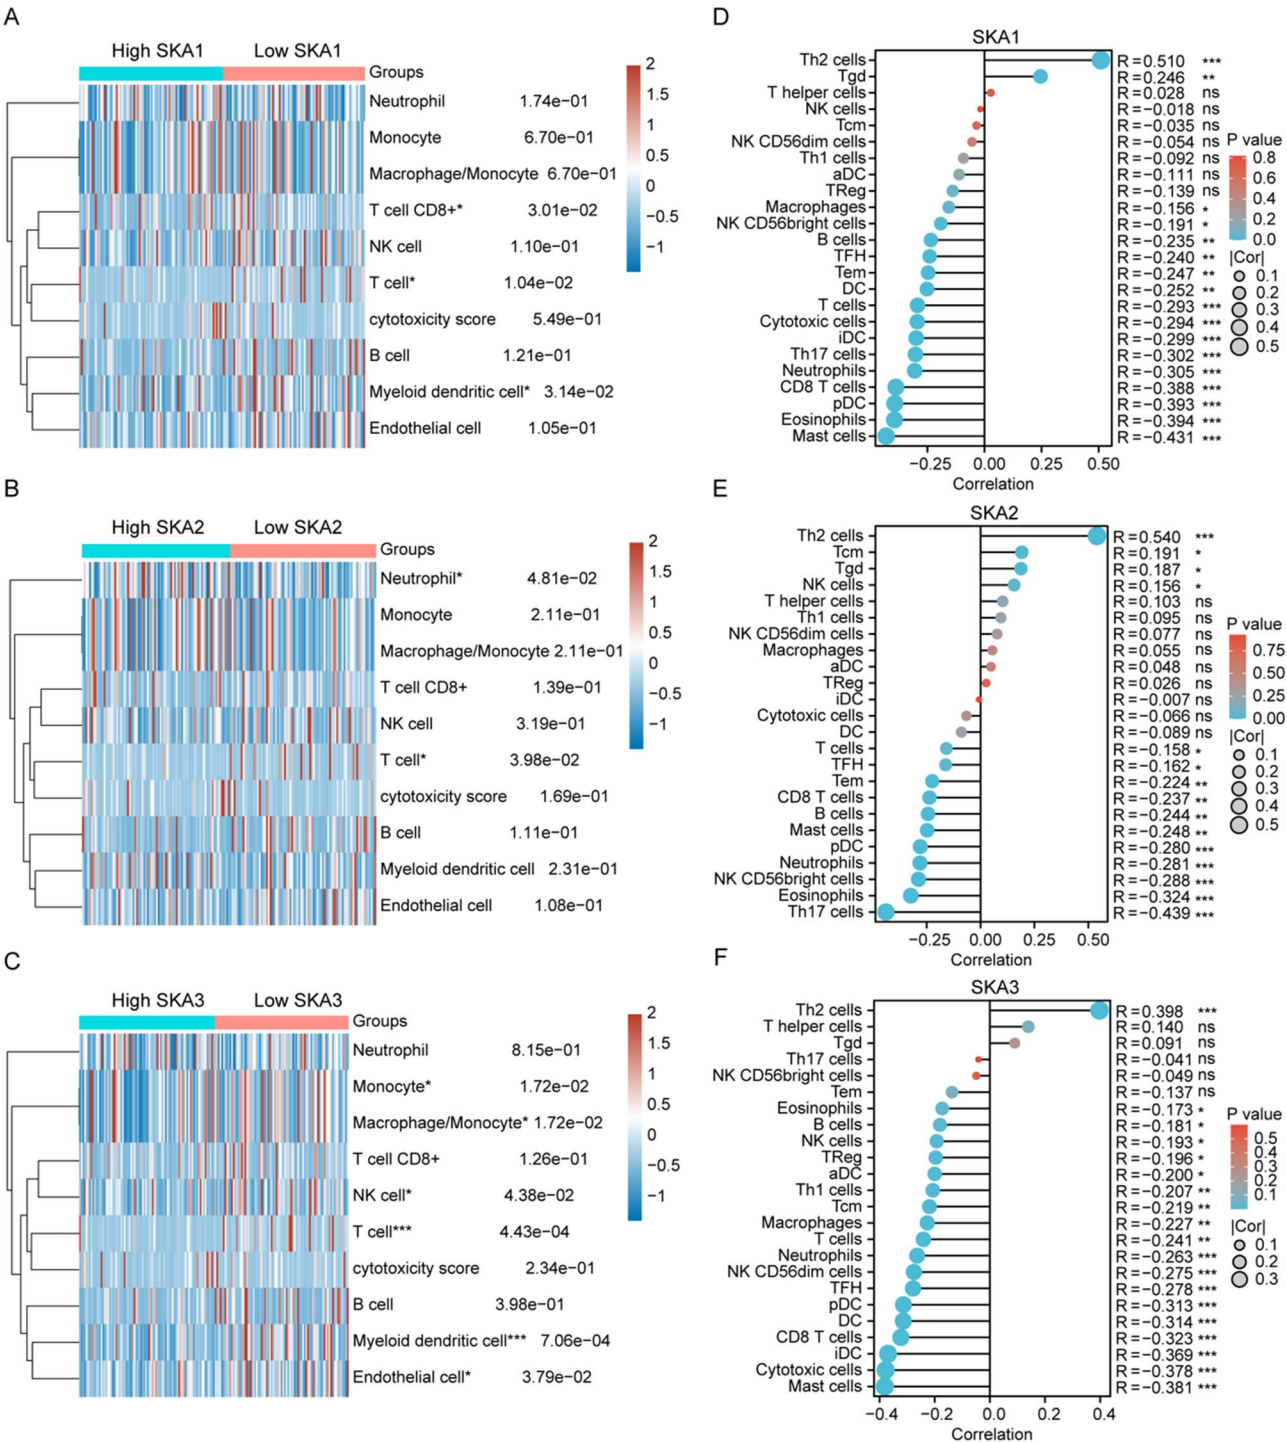 A
High SKA1 Low SKA1
Groups
Neutrophil 1.74e−01
Monocyte 6.70e−01
Macrophage/Monocyte 6.70e−01
T cell CD8+* 3.01e−02
NK cell 1.10e−01
T cell* 1.04e−02
cytotoxicity score 5.49e−01
B cell 1.21e−01
Myeloid dendritic cell* 3.14e−02
Endothelial cell 1.05e−01
2
1.5
1
0.5
0
−0.5
−1
B
High SKA2 Low SKA2
Groups
Neutrophil* 4.81e−02
Monocyte 2.11e−01
Macrophage/Monocyte 2.11e−01
T cell CD8+ 1.39e−01
NK cell 3.19e−01
T cell* 3.98e−02
cytotoxicity score 1.69e−01
B cell 1.11e−01
Myeloid dendritic cell 2.31e−01
Endothelial cell 1.08e−01
2
1.5
1
0.5
0
−0.5
−1
C
High SKA3 Low SKA3
Groups
Neutrophil 8.15e−01
Monocyte* 1.72e−02
Macrophage/Monocyte* 1.72e−02
T cell CD8+ 1.26e−01
NK cell* 4.38e−02
T cell*** 4.43e−04
cytotoxicity score 2.34e−01
B cell 3.98e−01
Myeloid dendritic cell*** 7.06e−04
Endothelial cell* 3.79e−02
2
1.5
1
0.5
0
−0.5
−1
D
SKA1
Th2 cells R=0.510 ***
Tgd R=0.246 **
T helper cells R=0.028 ns
NK cells R=−0.018 ns
Tcm R=−0.035 ns
NK CD56dim cells R=−0.054 ns
Th1 cells R=−0.092 ns
aDC R=−0.111 ns
TReg R=−0.139 ns
Macrophages R=−0.156 *
NK CD56bright cells R=−0.191 *
B cells R=−0.235 **
TFH R=−0.240 **
Tem R=−0.247 **
DC R=−0.252 **
T cells R=−0.293 ***
Cytotoxic cells R=−0.294 ***
iDC R=−0.299 ***
Th17 cells R=−0.302 ***
Neutrophils R=−0.305 ***
CD8 T cells R=−0.388 ***
pDC R=−0.393 ***
Eosinophils R=−0.394 ***
Mast cells R=−0.431 ***
−0.25 0.00 0.25 0.50
Correlation
P value
0.8
0.6
0.4
0.2
0.0
|Cor|
0.1
0.2
0.3
0.4
0.5
E
SKA2
Th2 cells R=0.540 ***
Tcm R=0.191 *
Tgd R=0.187 *
NK cells R=0.156 *
T helper cells R=0.103 ns
Th1 cells R=0.095 ns
NK CD56dim cells R=0.077 ns
Macrophages R=0.055 ns
aDC R=0.048 ns
TReg R=0.026 ns
iDC R=−0.007 ns
Cytotoxic cells R=−0.066 ns
DC R=−0.089 ns
T cells R=−0.158 *
TFH R=−0.162 *
Tem R=−0.224 **
CD8 T cells R=−0.237 **
B cells R=−0.244 **
Mast cells R=−0.248 **
pDC R=−0.280 ***
Neutrophils R=−0.281 ***
NK CD56bright cells R=−0.288 ***
Eosinophils R=−0.324 ***
Th17 cells R=−0.439 ***
−0.25 0.00 0.25 0.50
Correlation
P value
0.75
0.50
0.25
0.00
|Cor|
0.1
0.2
0.3
0.4
0.5
F
SKA3
Th2 cells R=0.398 ***
T helper cells R=0.140 ns
Tgd R=0.091 ns
Th17 cells R=−0.041 ns
NK CD56bright cells R=−0.049 ns
Tem R=−0.137 ns
Eosinophils R=−0.173 *
B cells R=−0.181 *
NK cells R=−0.193 *
TReg R=−0.196 *
aDC R=−0.200 *
Th1 cells R=−0.207 **
Tcm R=−0.219 **
Macrophages R=−0.227 **
T cells R=−0.241 **
Neutrophils R=−0.263 ***
NK CD56dim cells R=−0.275 ***
TFH R=−0.278 ***
pDC R=−0.313 ***
DC R=−0.314 ***
CD8 T cells R=−0.323 ***
iDC R=−0.369 ***
Cytotoxic cells R=−0.378 ***
Mast cells R=−0.381 ***
−0.4 −0.2 0.0 0.2 0.4
Correlation
P value
0.5
0.4
0.3
0.2
0.1
|Cor|
0.1
0.2
0.3